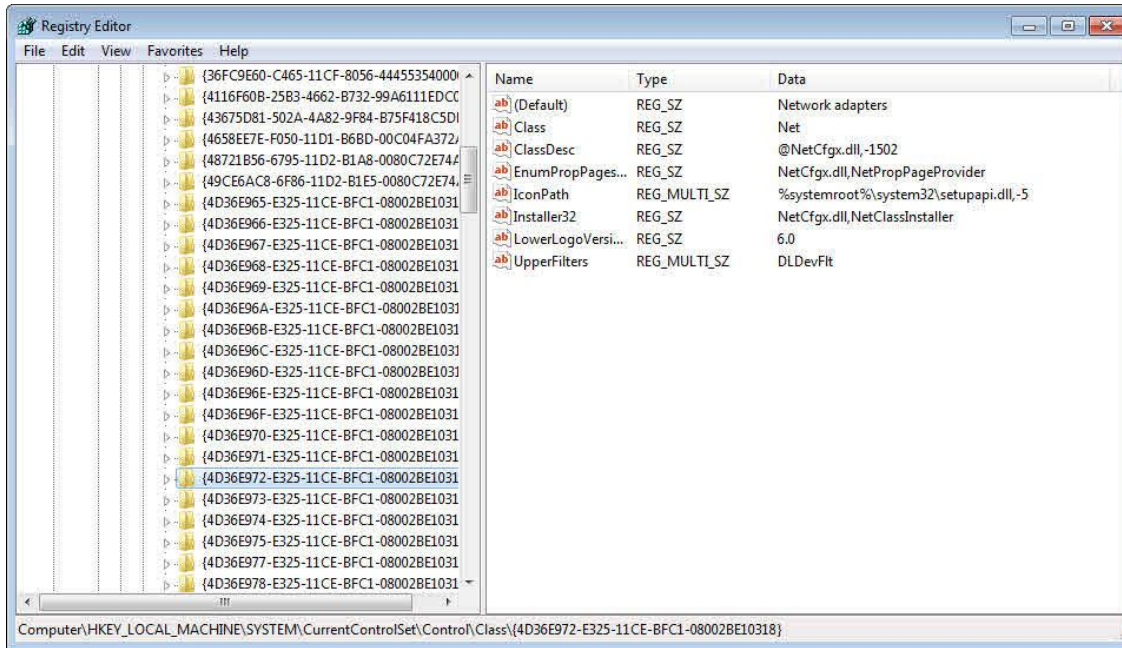 Registry Editor
File Edit View Favorites Help
{36FC9E60-C465-11CF-8056-44455354000
{4116F60B-25B3-4662-B732-99A6111EDC
{43675D81-502A-4A82-9F84-B75F418C5D
{4658EE7E-F050-11D1-B6BD-00C04FA372
{48721B56-6795-11D2-B1A8-0080C72E74
{49CE6AC8-6F86-11D2-B1E5-0080C72E74
{4D36E965-E325-11CE-BFC1-08002BE1031
{4D36E966-E325-11CE-BFC1-08002BE1031
{4D36E967-E325-11CE-BFC1-08002BE1031
{4D36E968-E325-11CE-BFC1-08002BE1031
{4D36E969-E325-11CE-BFC1-08002BE1031
{4D36E96A-E325-11CE-BFC1-08002BE1031
{4D36E96B-E325-11CE-BFC1-08002BE1031
{4D36E96C-E325-11CE-BFC1-08002BE1031
{4D36E96D-E325-11CE-BFC1-08002BE1031
{4D36E96E-E325-11CE-BFC1-08002BE1031
{4D36E96F-E325-11CE-BFC1-08002BE1031
{4D36E970-E325-11CE-BFC1-08002BE1031
{4D36E971-E325-11CE-BFC1-08002BE1031
{4D36E972-E325-11CE-BFC1-08002BE1031
{4D36E973-E325-11CE-BFC1-08002BE1031
{4D36E974-E325-11CE-BFC1-08002BE1031
{4D36E975-E325-11CE-BFC1-08002BE1031
{4D36E977-E325-11CE-BFC1-08002BE1031
{4D36E978-E325-11CE-BFC1-08002BE1031
Name Type Data
(Default) REG_SZ Network adapters
Class REG_SZ Net
ClassDesc REG_SZ @NetCfgx.dll,-1502
EnumPropPages... REG_SZ NetCfgx.dll,NetPropPageProvider
IconPath REG_MULTI_SZ %systemroot%\system32\setupapi.dll,-5
Installer32 REG_SZ NetCfgx.dll,NetClassInstaller
LowerLogoVersi... REG_SZ 6.0
UpperFilters REG_MULTI_SZ DLDevFlt
Computer\HKEY_LOCAL_MACHINE\SYSTEM\CurrentControlSet\Control\Class\{4D36E972-E325-11CE-BFC1-08002BE10318}